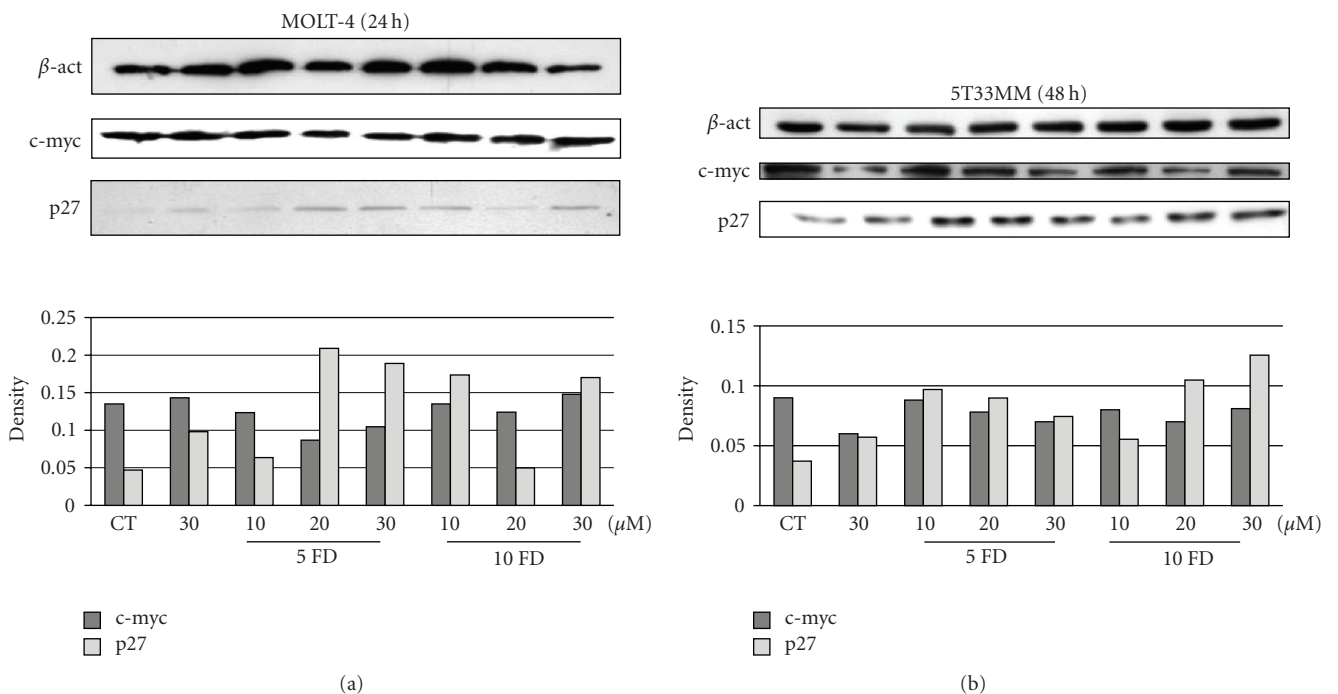 MOLT-4 (24 h)
β-act
c-myc
p27
0.25
0.2
0.15
0.1
0.05
0
Density
CT 30 10 20 30 10 20 30 (µM)
5 FD 10 FD
c-myc
p27
(a)
5T33MM (48 h)
β-act
c-myc
p27
0.15
0.1
0.05
0
Density
CT 30 10 20 30 10 20 30 (µM)
5 FD 10 FD
c-myc
p27
(b)